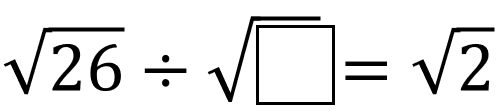 √26 ÷ √□ = √2